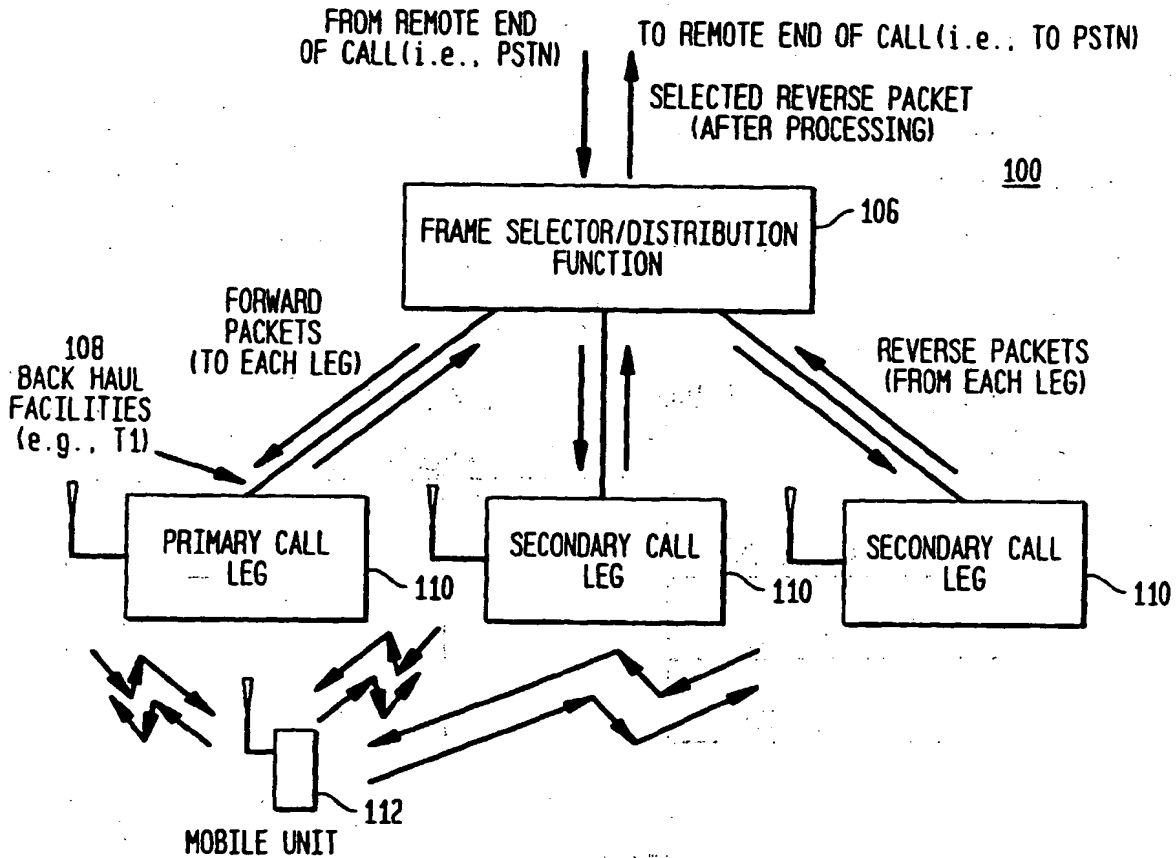 FROM REMOTE END
OF CALL(i.e., PSTN)
TO REMOTE END OF CALL(i.e., TO PSTN)
SELECTED REVERSE PACKET
(AFTER PROCESSING)
100
106
FRAME SELECTOR/DISTRIBUTION
FUNCTION
FORWARD
PACKETS
(TO EACH LEG)
108
BACK HAUL
FACILITIES
(e.g., T1)
REVERSE PACKETS
(FROM EACH LEG)
PRIMARY CALL
LEG
110
SECONDARY CALL
LEG
110
SECONDARY CALL
LEG
110
112
MOBILE UNIT